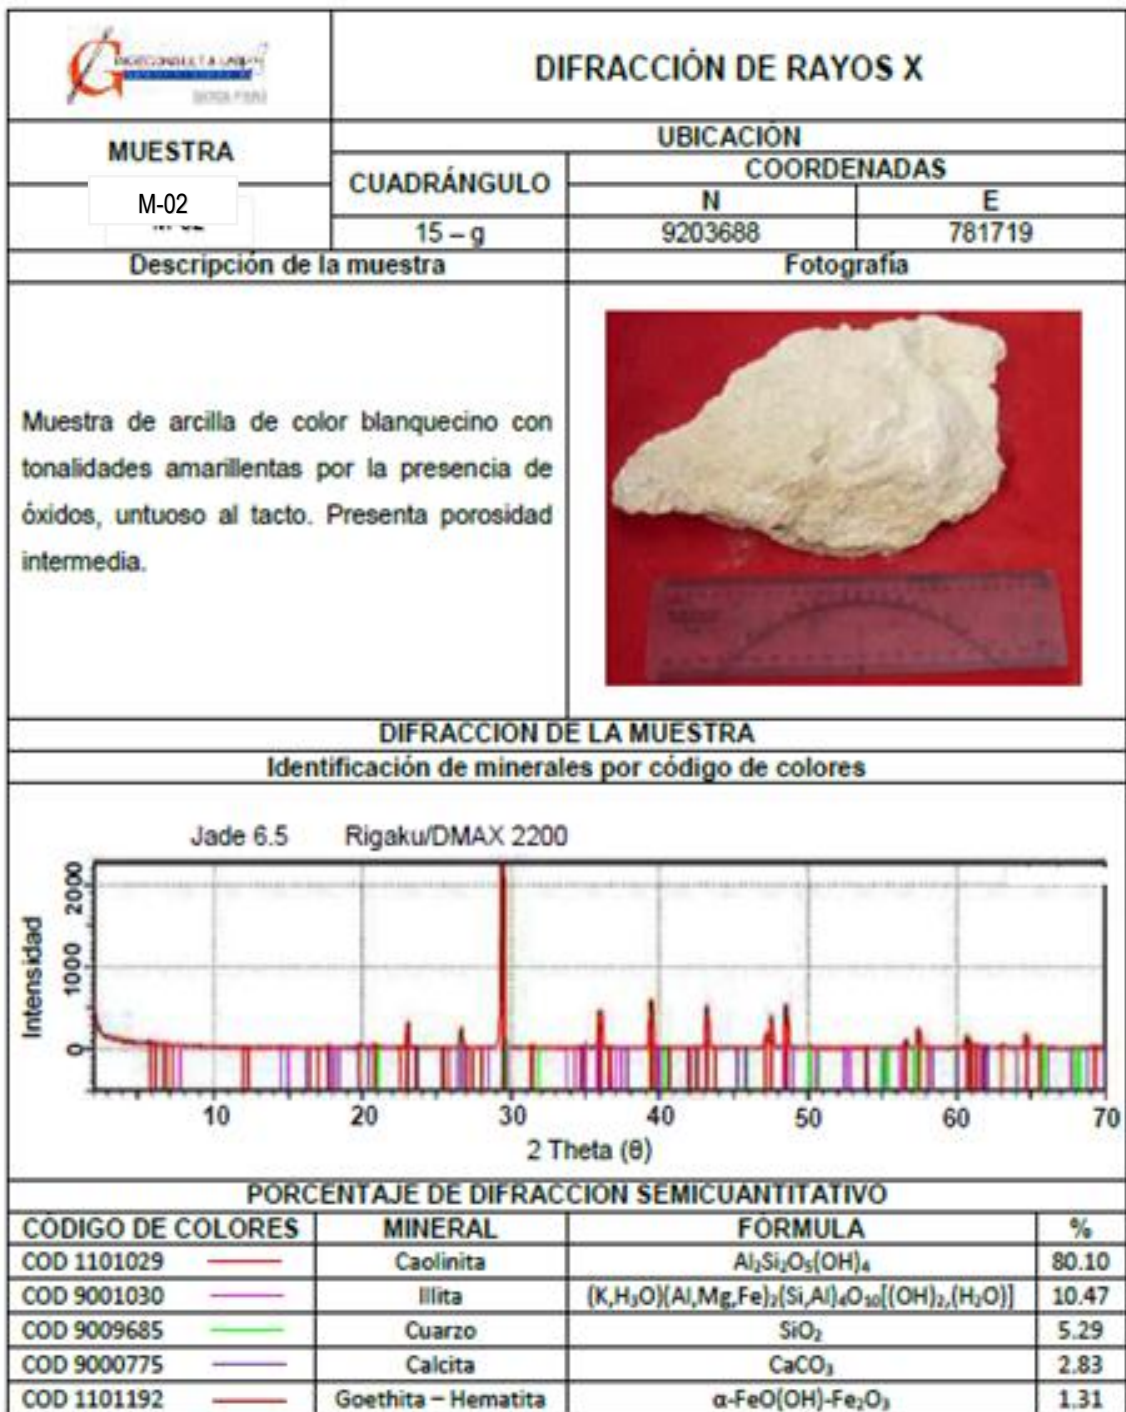 DIFRACCIÓN DE RAYOS X
MUESTRA
UBICACIÓN
CUADRÁNGULO
COORDENADAS
M-02
N
E
15 – g
9203688
781719
Descripción de la muestra
Fotografía
Muestra de arcilla de color blanquecino con
tonalidades amarillentas por la presencia de
óxidos, untuoso al tacto. Presenta porosidad
intermedia.
DIFRACCION DE LA MUESTRA
Identificación de minerales por código de colores
Jade 6.5 Rigaku/DMAX 2200
Intensidad
2000
1000
0
10 20 30 40 50 60 70
2 Theta (θ)
PORCENTAJE DE DIFRACCION SEMICUANTITATIVO
CÓDIGO DE COLORES MINERAL FÓRMULA %
COD 1101029 Caolinita Al₂Si₂O₅(OH)₄ 80.10
COD 9001030 Illita (K,H₃O)(Al,Mg,Fe)₂(Si,Al)₄O₁₀[(OH)₂,(H₂O)] 10.47
COD 9009685 Cuarzo SiO₂ 5.29
COD 9000775 Calcita CaCO₃ 2.83
COD 1101192 Goethita – Hematita α-FeO(OH)-Fe₂O₃ 1.31